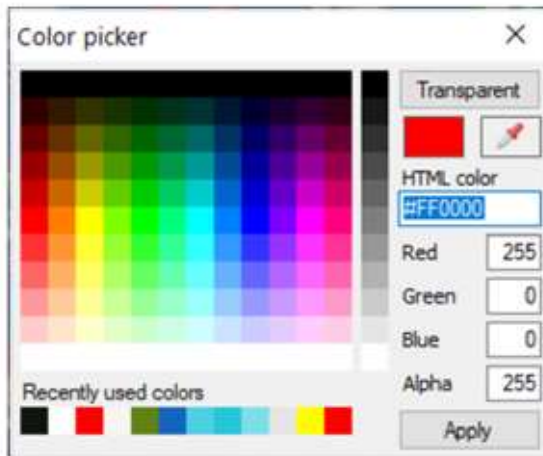 Color picker
Transparent
HTML color
#FF0000
Red 255
Green 0
Blue 0
Alpha 255
Recently used colors
Apply